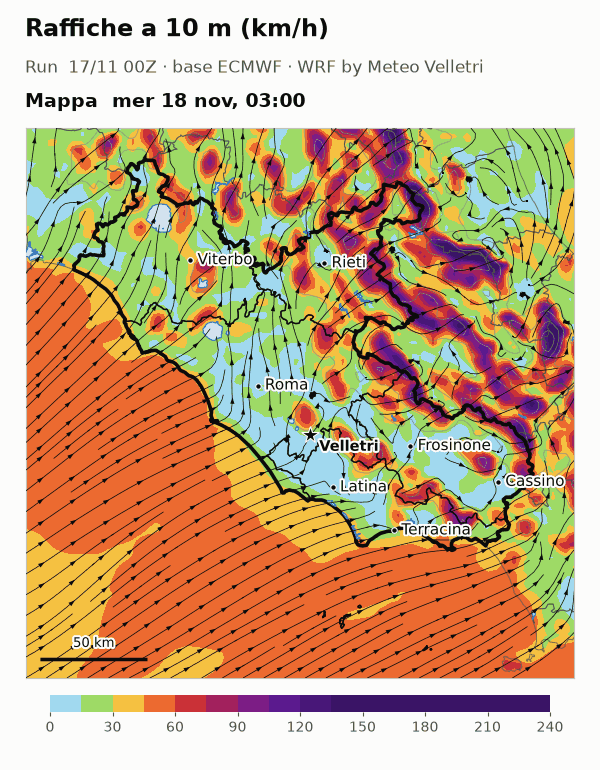 Raffiche a 10 m (km/h)
Run 17/11 00Z · base ECMWF · WRF by Meteo Velletri
Mappa mer 18 nov, 03:00
Viterbo
Rieti
Roma
Velletri
Frosinone
Latina
Cassino
Terracina
50 km
0 30 60 90 120 150 180 210 240